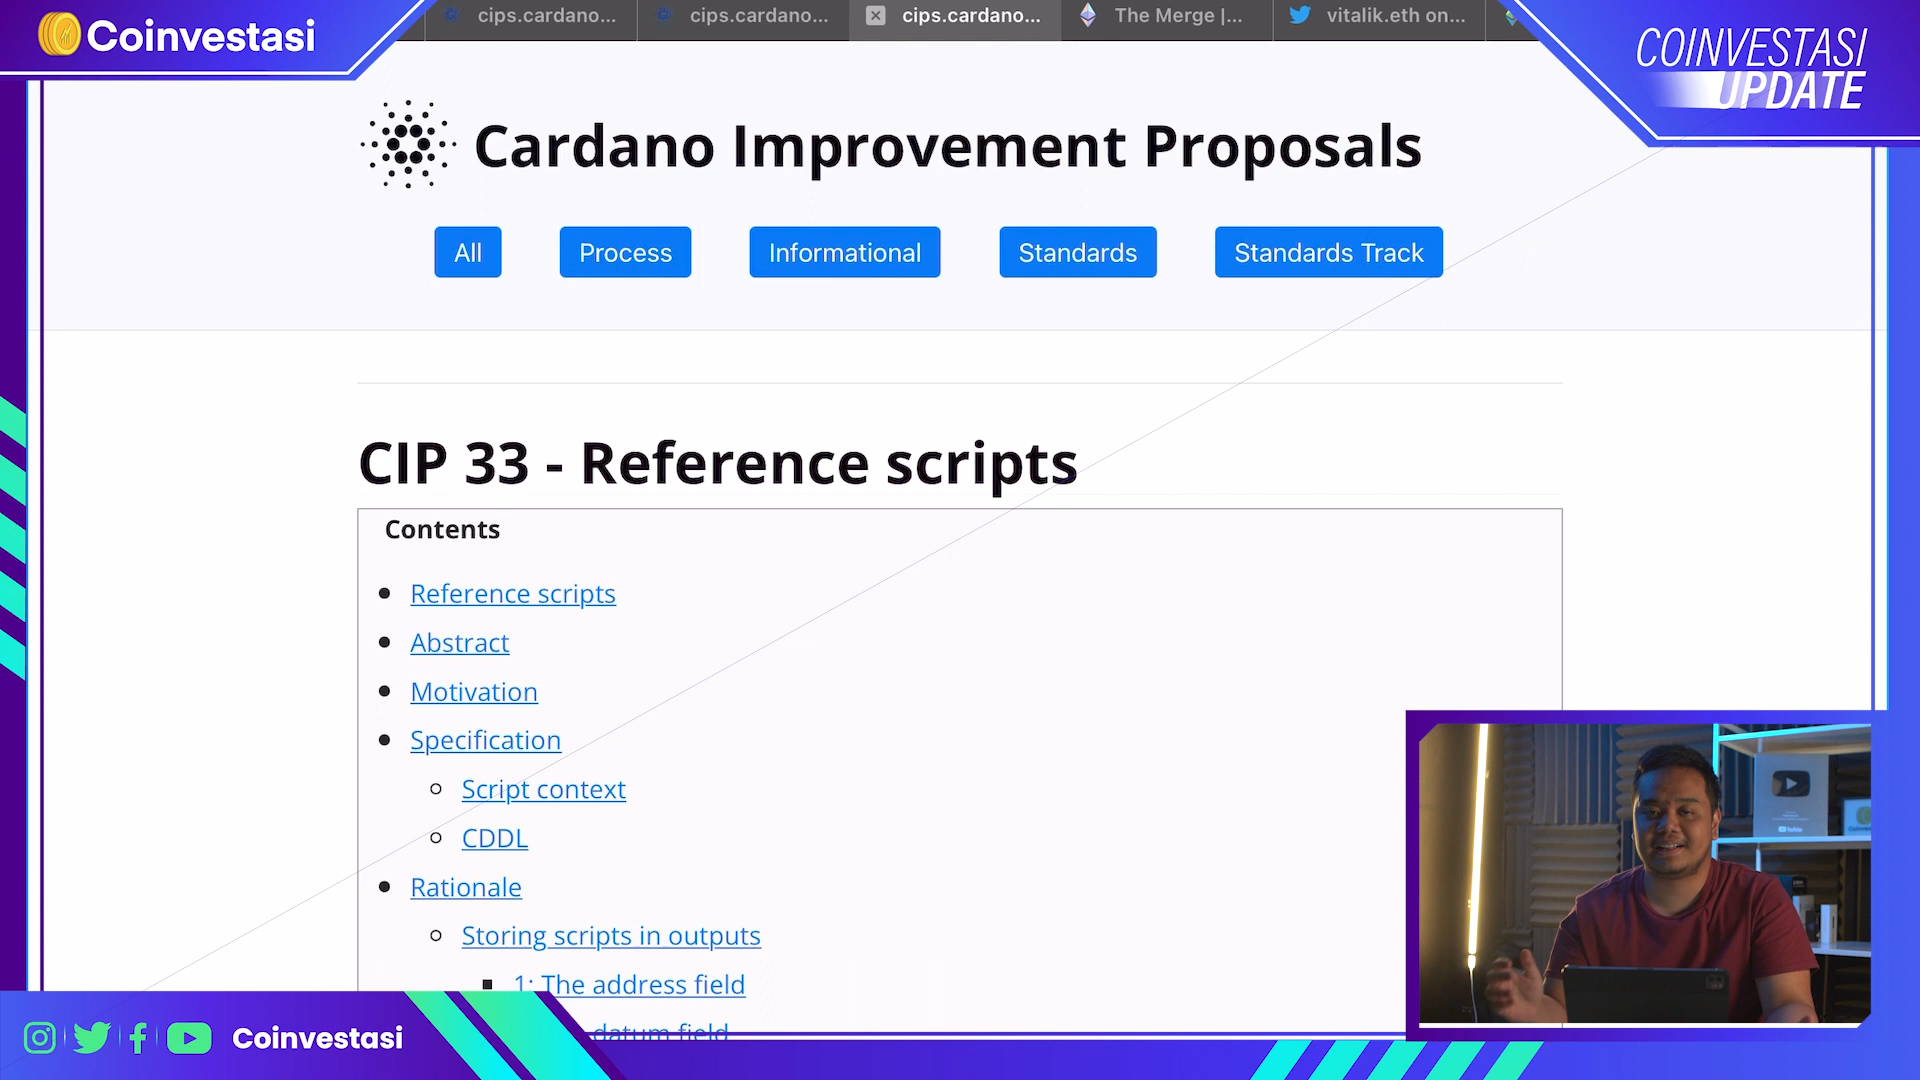 Coinvestasi
cips.cardano...
cips.cardano...
cips.cardano...
The Merge |...
vitalik.eth on...
COINVESTASI
UPDATE
Cardano Improvement Proposals
All
Process
Informational
Standards
Standards Track
CIP 33 - Reference scripts
Contents
Reference scripts
Abstract
Motivation
Specification
Script context
CDDL
Rationale
Storing scripts in outputs
1: The address field
datum field
Coinvestasi